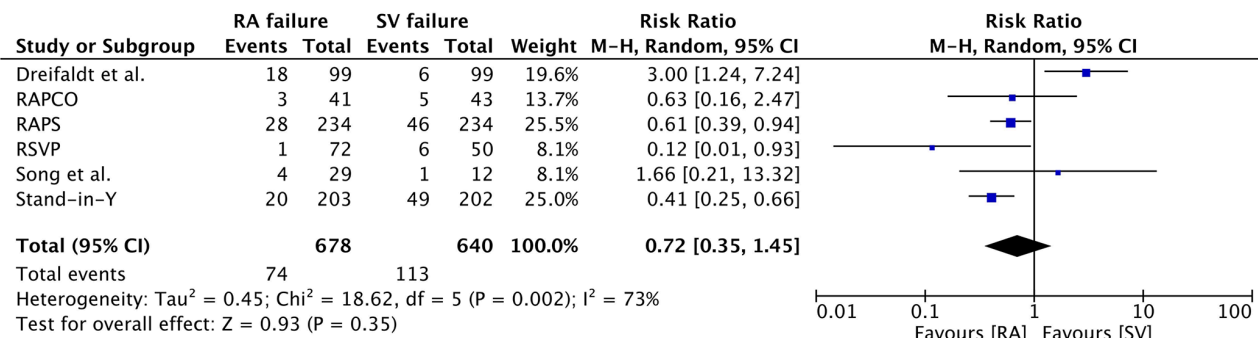 RA failure SV failure Risk Ratio Risk Ratio
Study or Subgroup Events Total Events Total Weight M-H, Random, 95% CI M-H, Random, 95% CI
Dreifaldt et al. 18 99 6 99 19.6% 3.00 [1.24, 7.24]
RAPCO 3 41 5 43 13.7% 0.63 [0.16, 2.47]
RAPS 28 234 46 234 25.5% 0.61 [0.39, 0.94]
RSVP 1 72 6 50 8.1% 0.12 [0.01, 0.93]
Song et al. 4 29 1 12 8.1% 1.66 [0.21, 13.32]
Stand-in-Y 20 203 49 202 25.0% 0.41 [0.25, 0.66]
Total (95% CI) 678 640 100.0% 0.72 [0.35, 1.45]
Total events 74 113
Heterogeneity: Tau² = 0.45; Chi² = 18.62, df = 5 (P = 0.002); I² = 73%
Test for overall effect: Z = 0.93 (P = 0.35)
0.01 0.1 1 10 100
Favours [RA] Favours [SV]